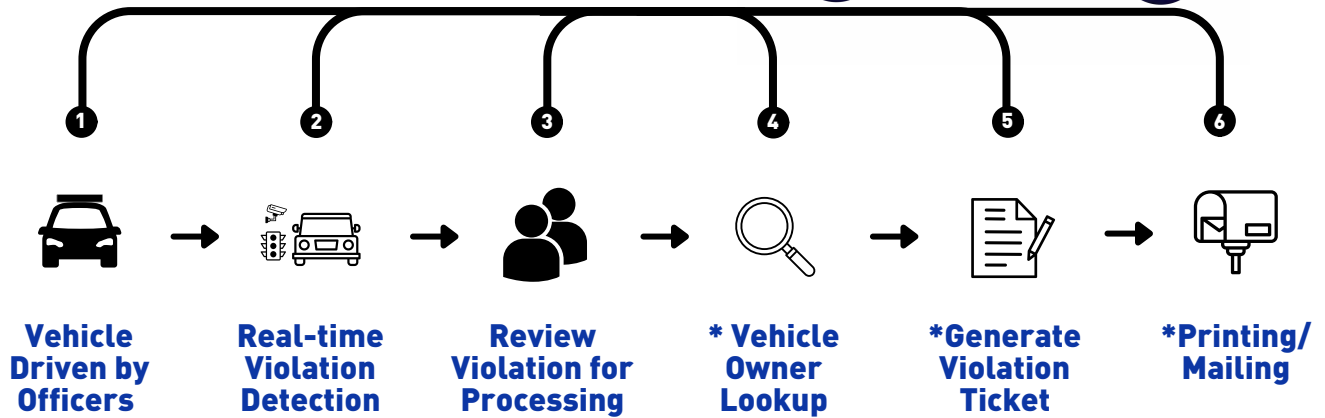 1
2
3
4
5
6
Vehicle
Driven by
Officers
Real-time
Violation
Detection
Review
Violation for
Processing
* Vehicle
Owner
Lookup
*Generate
Violation
Ticket
*Printing/
Mailing